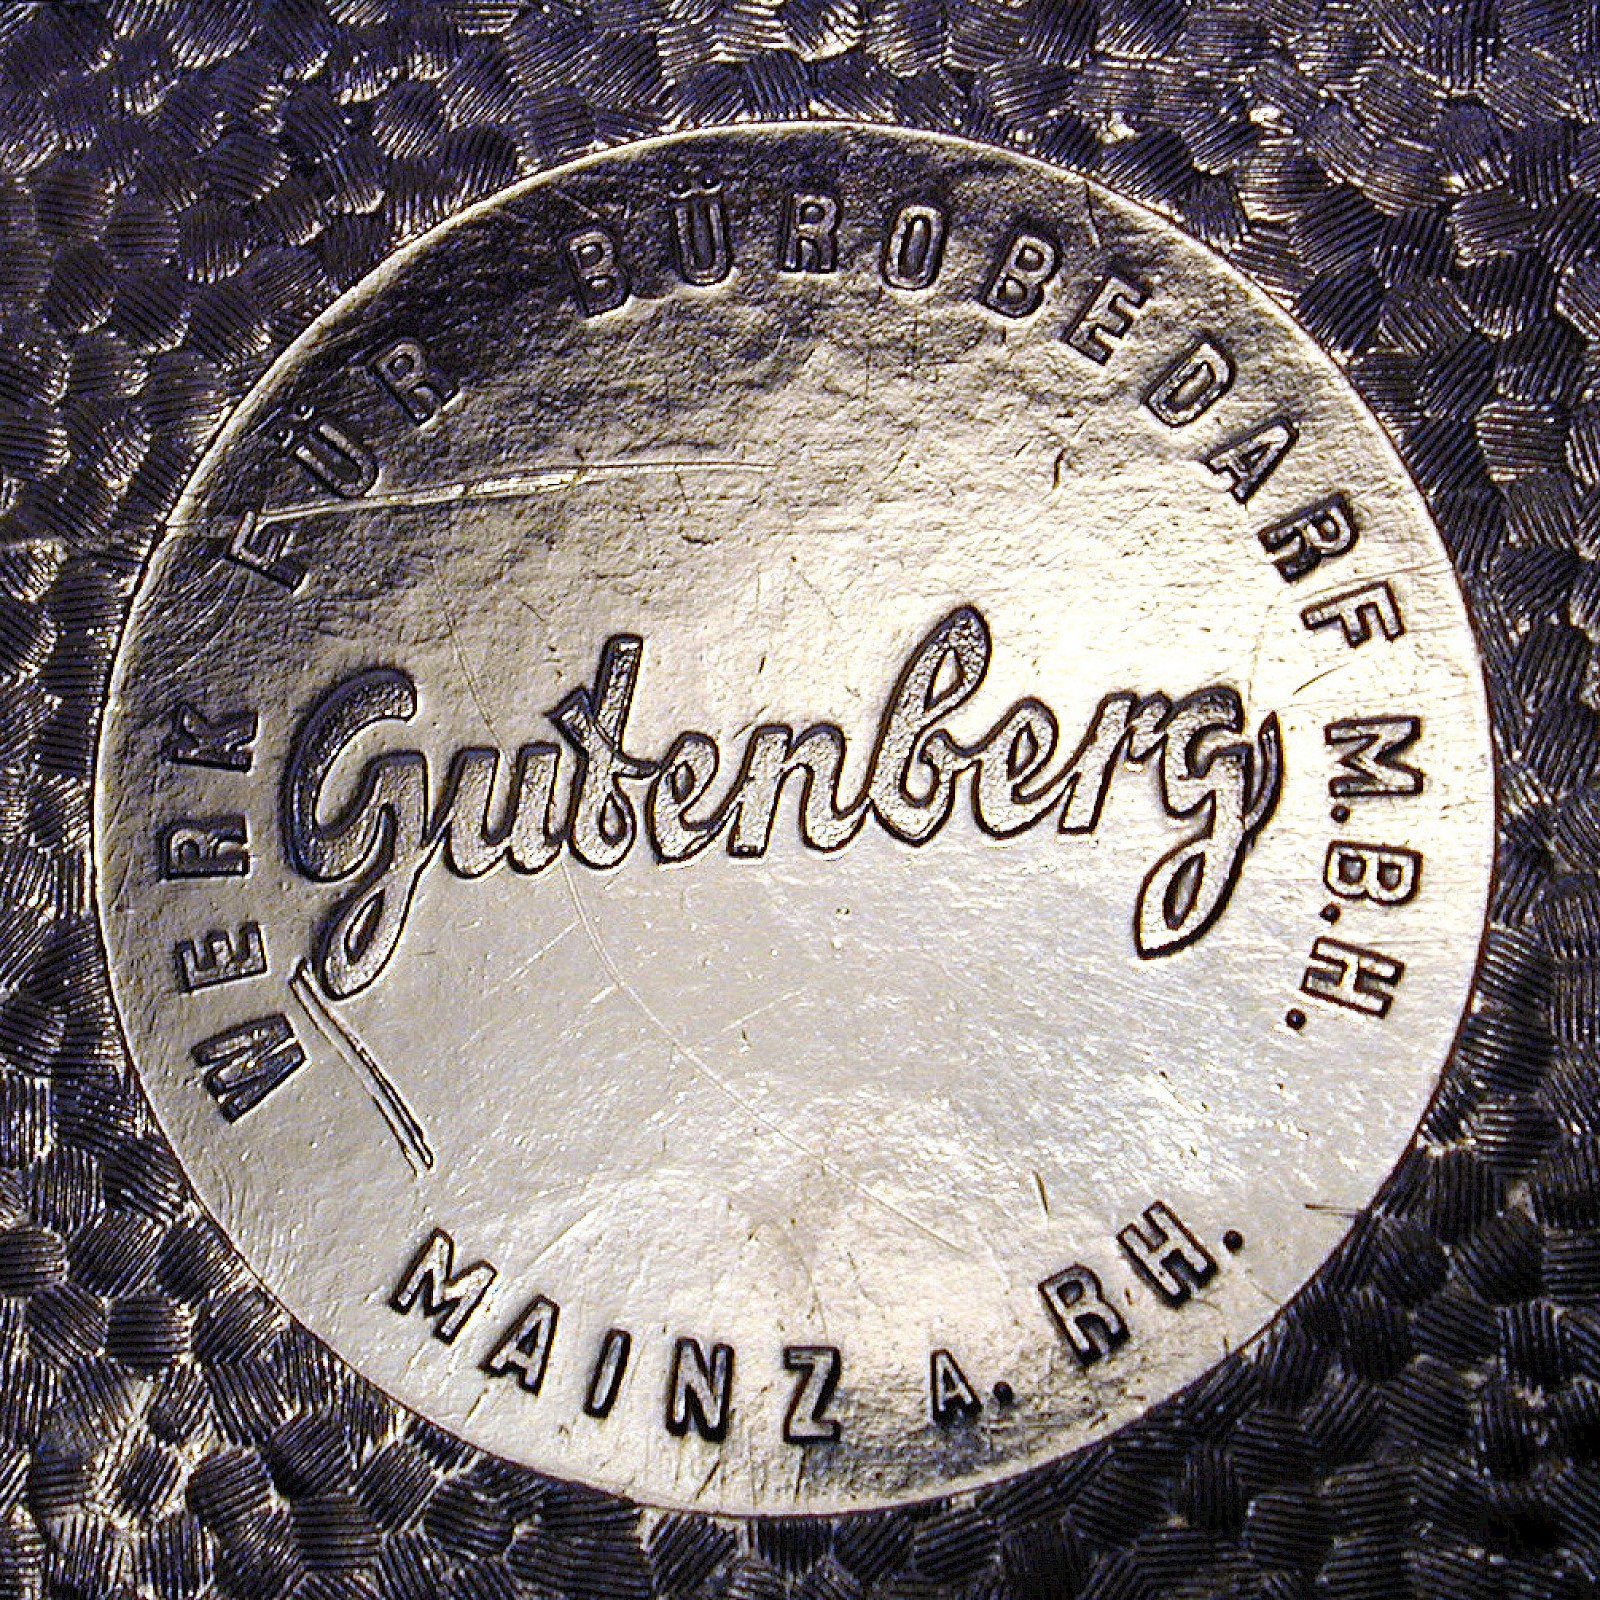 WERK FÜR BÜROBEDARF M.B.H.
Gutenberg
MAINZ A. RH.